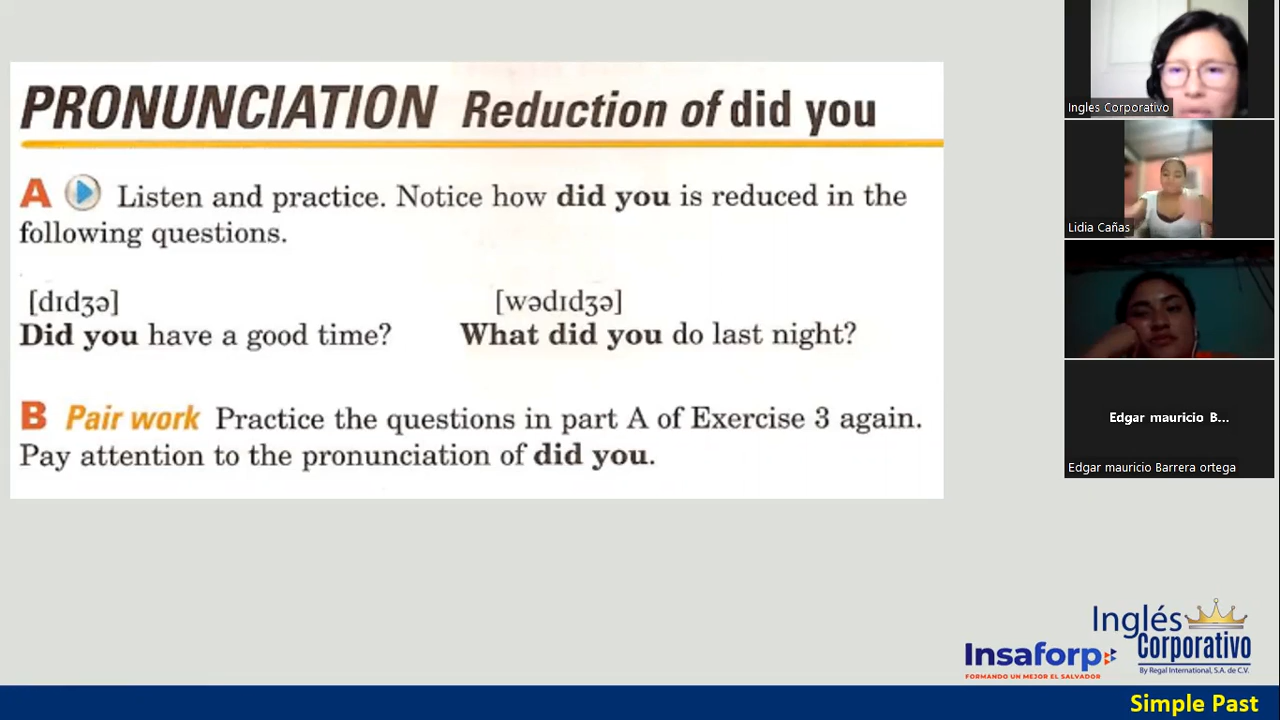 PRONUNCIATION Reduction of did you
A Listen and practice. Notice how did you is reduced in the
following questions.
[dɪdʒə] [wədɪdʒə]
Did you have a good time? What did you do last night?
B Pair work Practice the questions in part A of Exercise 3 again.
Pay attention to the pronunciation of did you.
Ingles Corporativo
Lidia Cañas
Edgar mauricio B...
Edgar mauricio Barrera ortega
Inglés
Corporativo
By Regal International, S.A. de C.V.
Insaforp
FORMANDO UN MEJOR EL SALVADOR
Simple Past